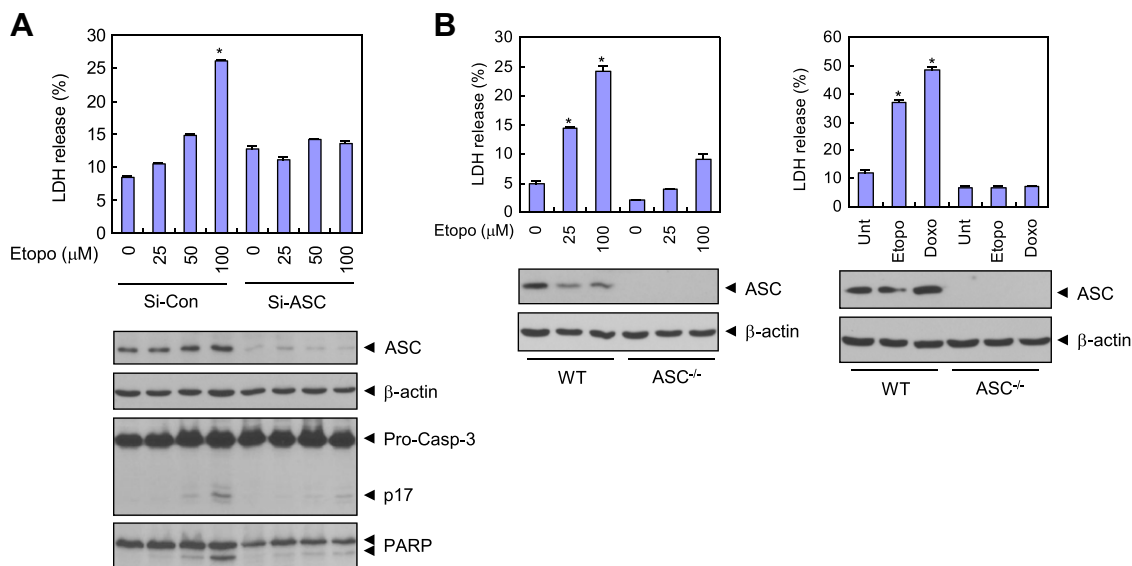 A
LDH release (%)
30
25
20
15
10
5
0
Etopo (μM)
0 25 50 100 0 25 50 100
Si-Con Si-ASC
ASC
β-actin
Pro-Casp-3
p17
PARP
B
LDH release (%)
30
25
20
15
10
5
0
Etopo (μM)
0 25 100 0 25 100
ASC
β-actin
WT ASC-/-
LDH release (%)
60
50
40
30
20
10
0
Unt Etopo Doxo Unt Etopo Doxo
ASC
β-actin
WT ASC-/-